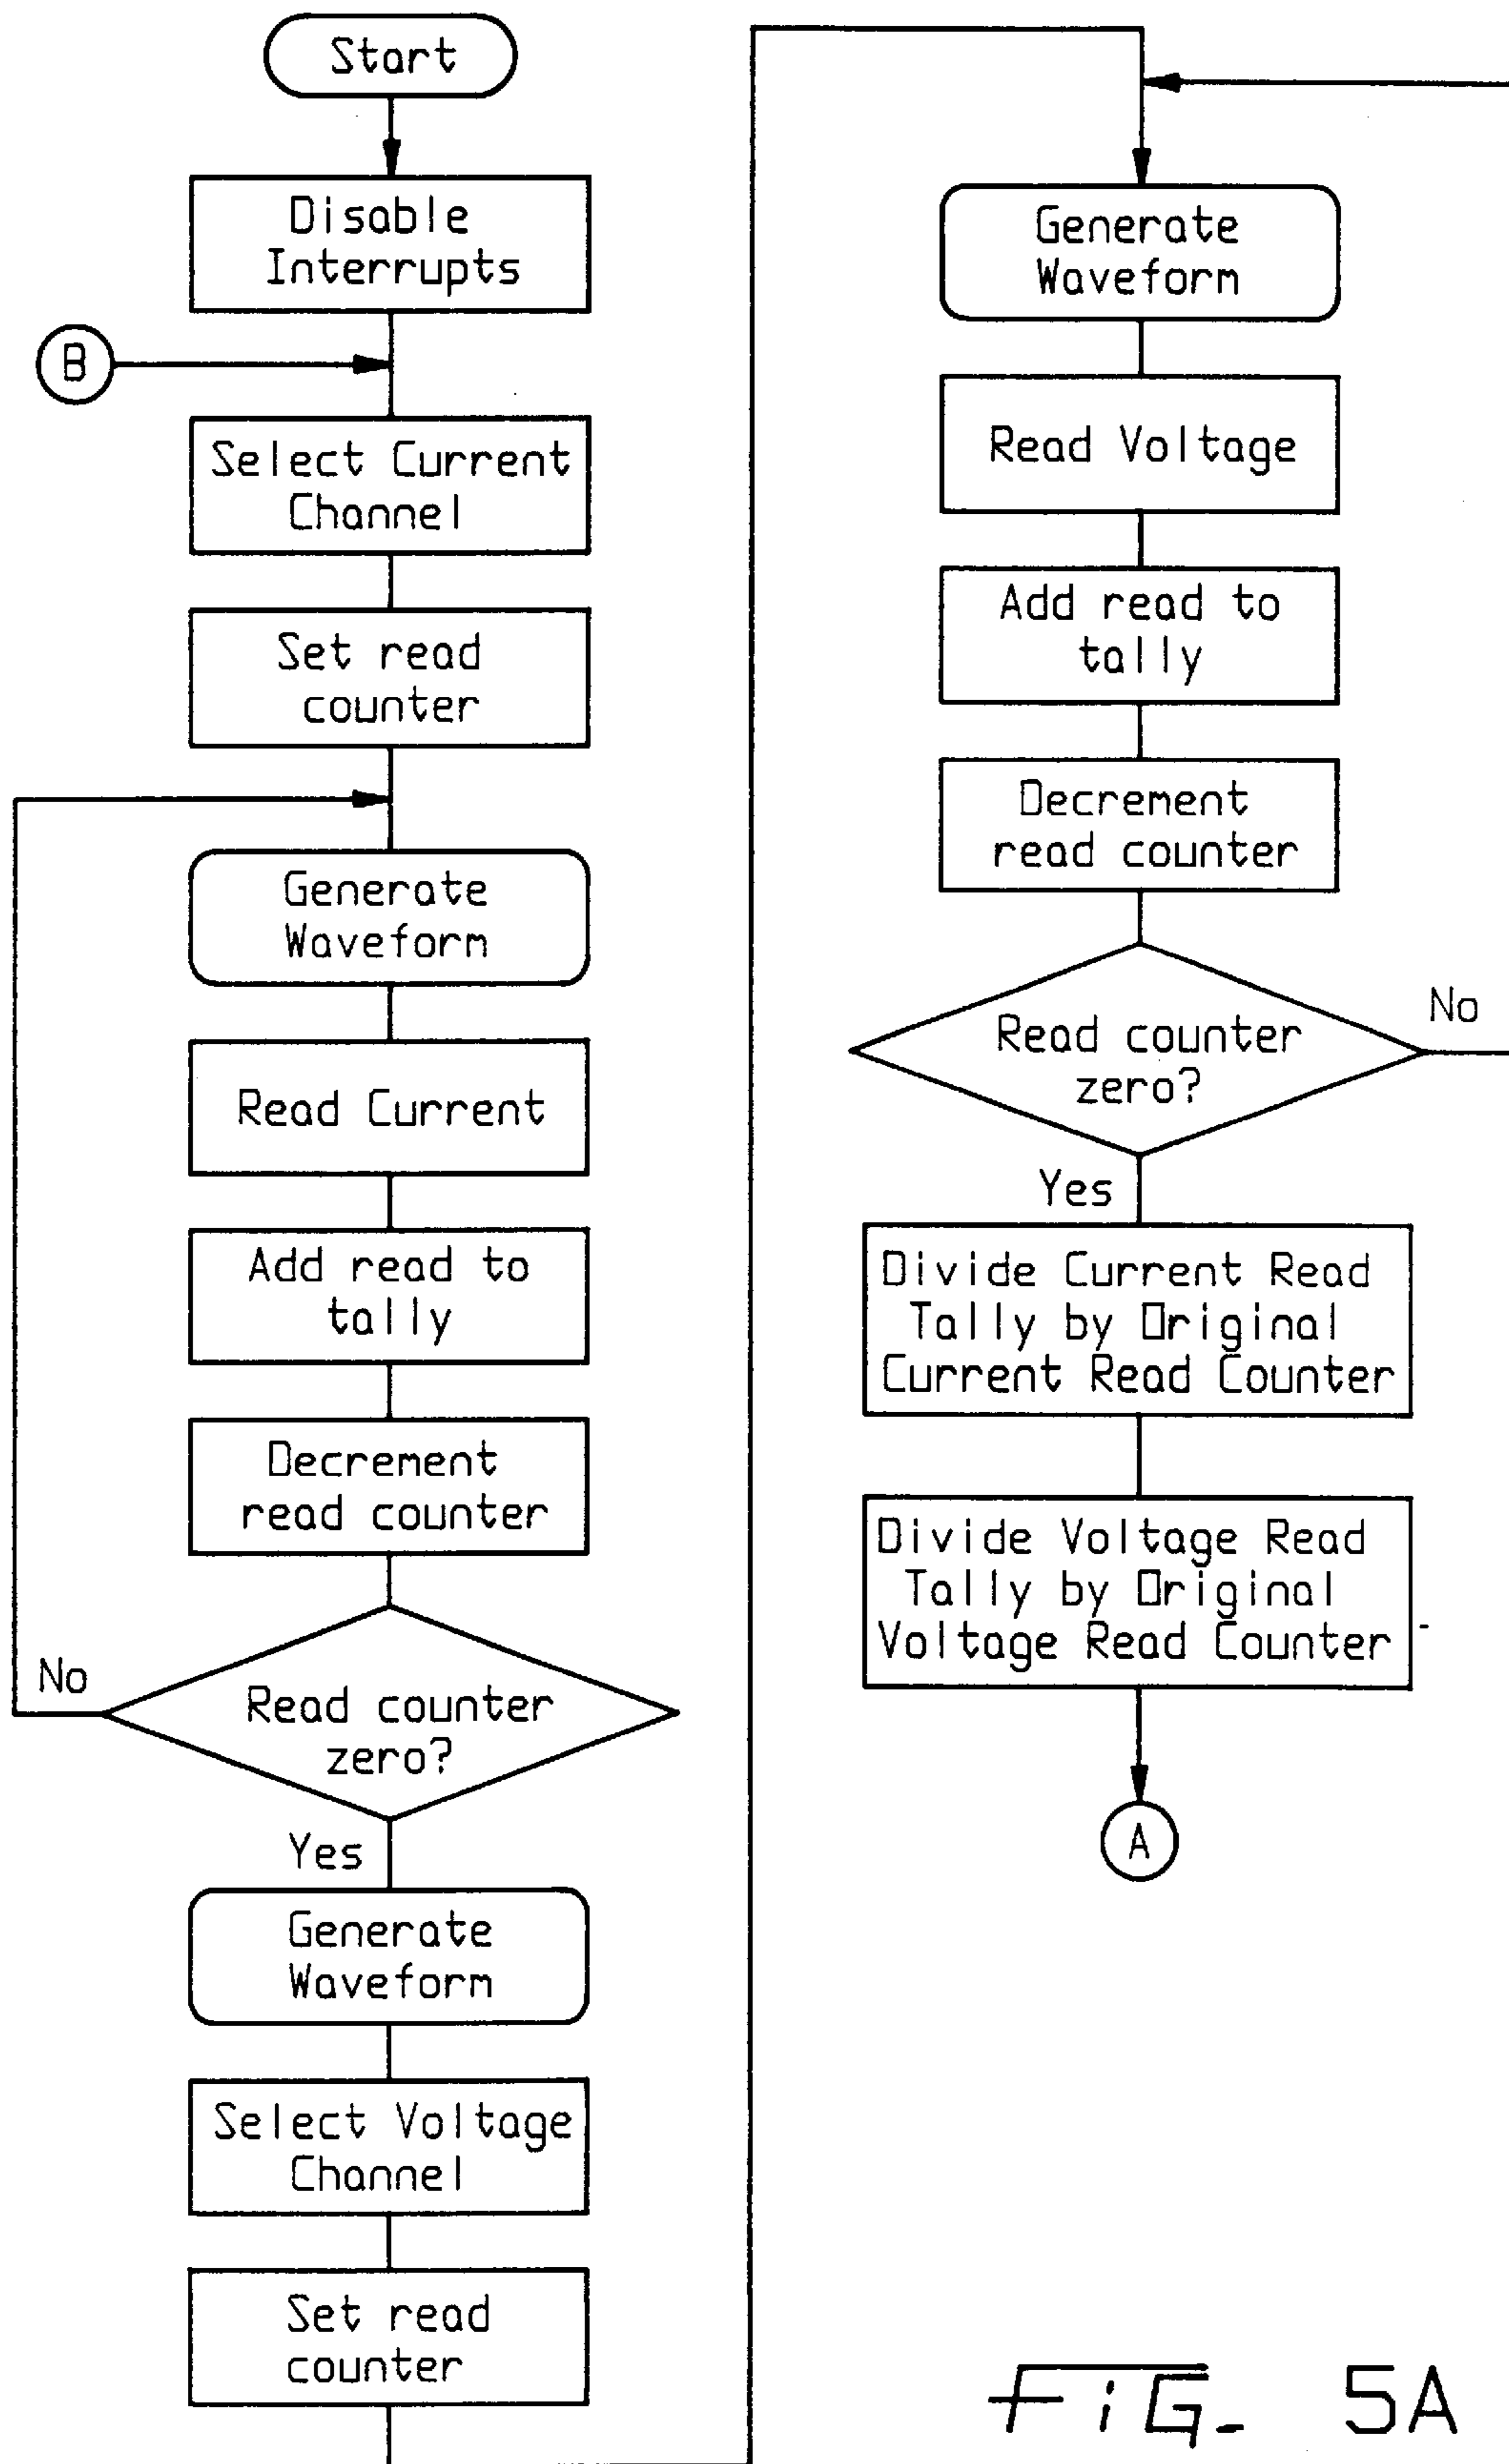 Start
Disable
Interrupts
B
Select Current
Channel
Set read
counter
Generate
Waveform
Read Current
Add read to
tally
Decrement
read counter
No
Read counter
zero?
Yes
Generate
Waveform
Select Voltage
Channel
Set read
counter
Generate
Waveform
Read Voltage
Add read to
tally
Decrement
read counter
No
Read counter
zero?
Yes
Divide Current Read
Tally by Original
Current Read Counter
Divide Voltage Read
Tally by Original
Voltage Read Counter
A
FiG- 5A